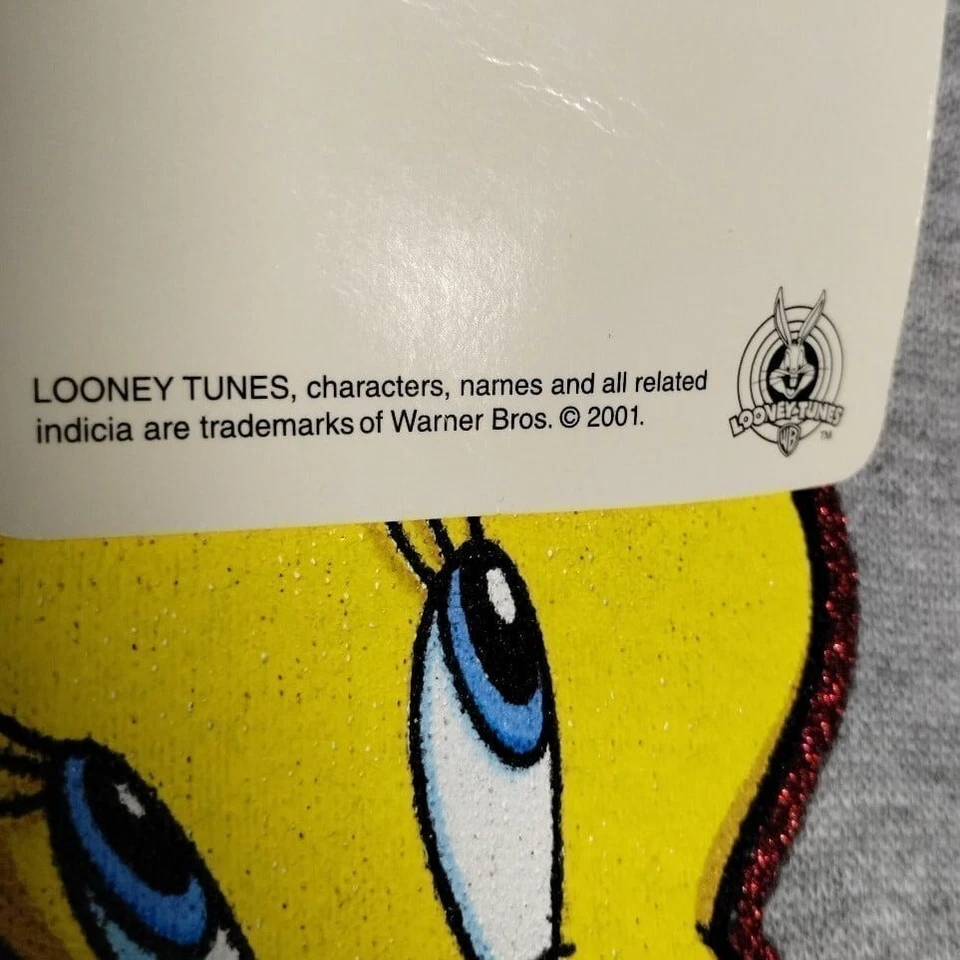 LOONEY TUNES, characters, names and all related
indicia are trademarks of Warner Bros. © 2001.
LOONEY TUNES
WB
TM